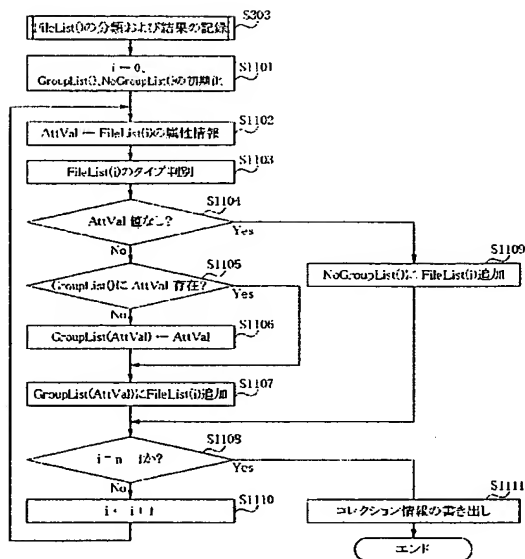 FileList()の分類および結果の記録
S303
i = 0、
GroupList()、NoGroupList()の初期化
S1101
AttVal ← FileList(i)の属性情報
S1102
FileList(i)のタイプ判別
S1103
AttVal 値なし?
S1104
Yes
No
GroupList()に AttVal 存在?
S1105
Yes
No
NoGroupList()に FileList(i)追加
S1109
GroupList(AttVal) ← AttVal
S1106
GroupList(AttVal)にFileList(i)追加
S1107
i = n
か?
S1108
Yes
No
S1110
コレクション情報の書き出し
S1111
エンド